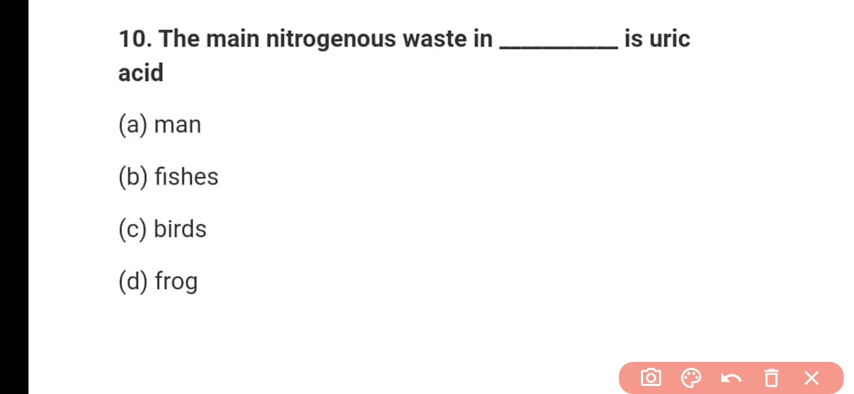 10. The main nitrogenous waste in __________ is uric
acid
(a) man
(b) fishes
(c) birds
(d) frog